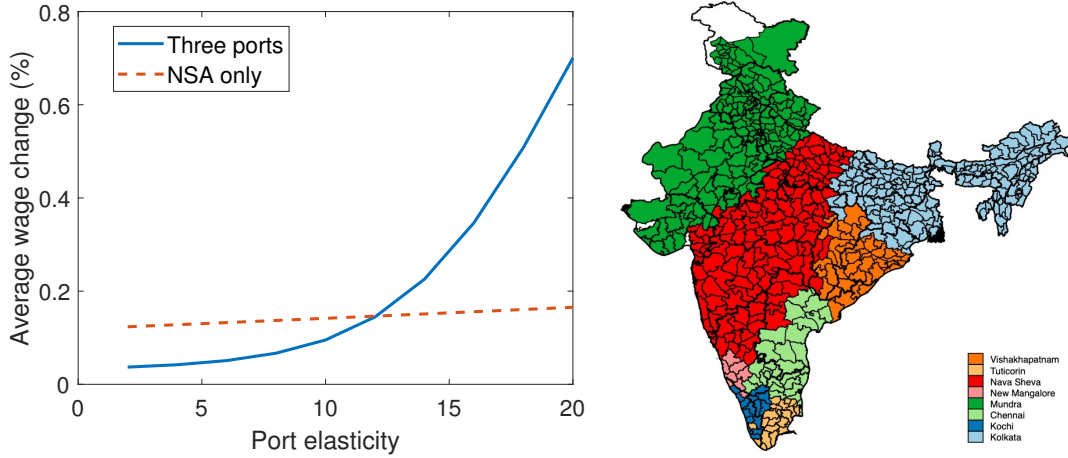 0.8
0.6
0.4
0.2
0
Average wage change (%)
Three ports
NSA only
0 5 10 15 20
Port elasticity
Vishakhapatnam
Tuticorin
Nava Sheva
New Mangalore
Mundra
Chennai
Kochi
Kolkata